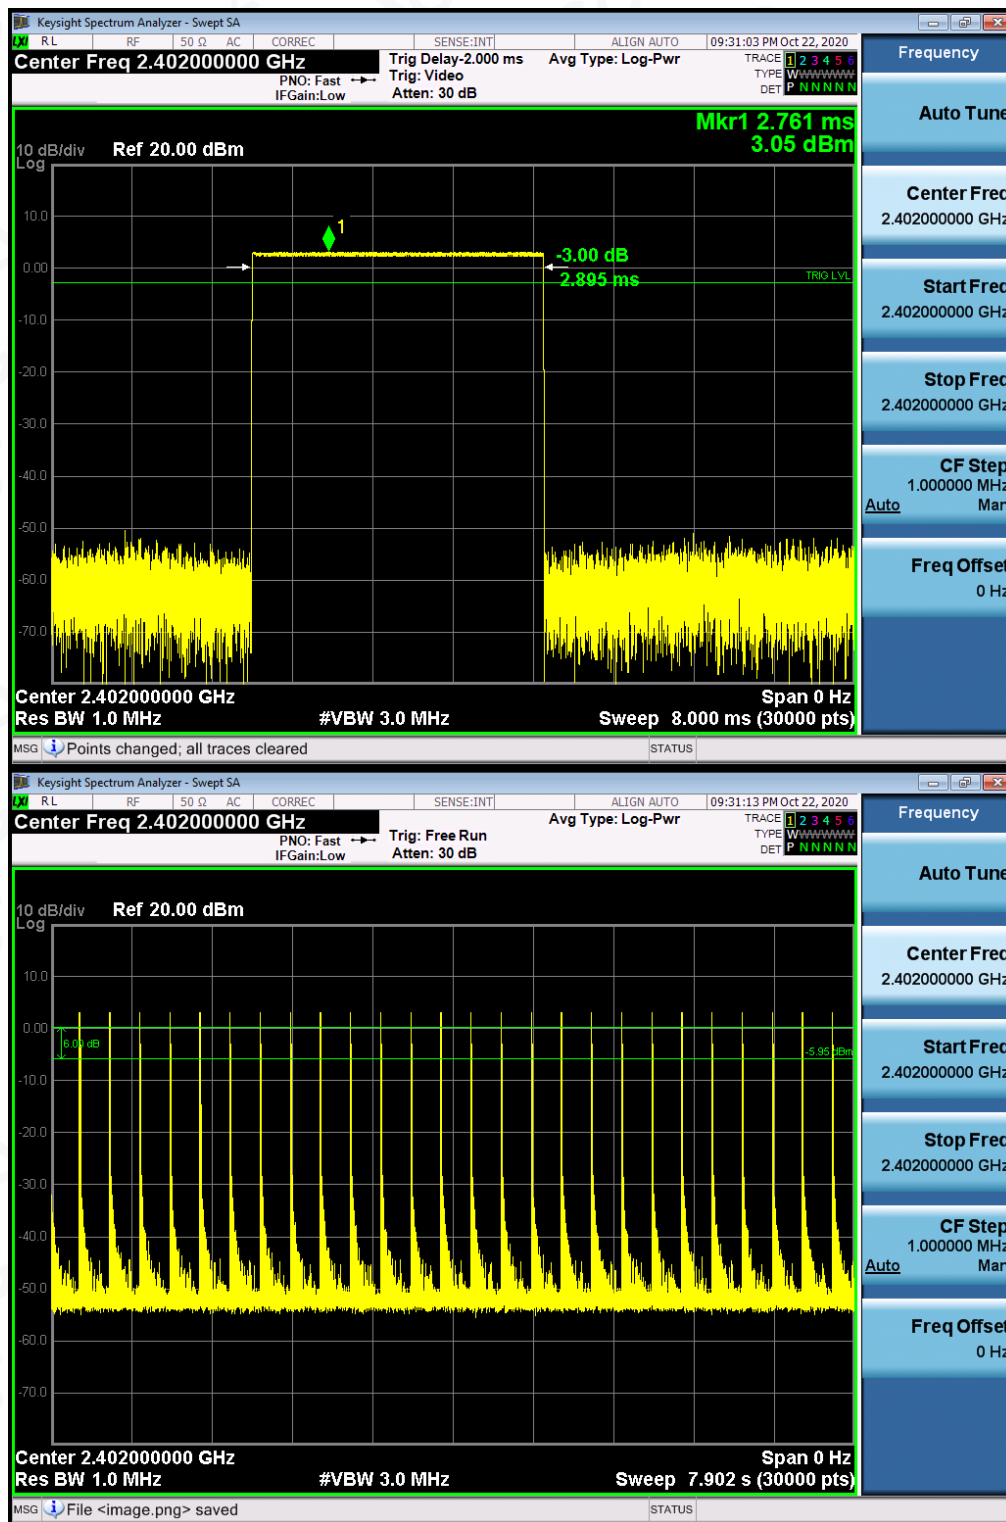 Keysight Spectrum Analyzer - Swept SA
LXI RL RF 50 Ω AC CORREC SENSE:INT ALIGN AUTO 09:31:03 PM Oct 22, 2020
Center Freq 2.402000000 GHz
PNO: Fast
IFGain:Low
Trig Delay-2.000 ms
Trig: Video
Atten: 30 dB
Avg Type: Log-Pwr
TRACE 1 2 3 4 5 6
TYPE WWWWWWW
DET P N N N N N
Mkr1 2.761 ms
3.05 dBm
10 dB/div Ref 20.00 dBm
Log
10.0
1
-3.00 dB
0.00
2.895 ms
TRIG LVL
-10.0
-20.0
-30.0
-40.0
-50.0
-60.0
-70.0
Center 2.402000000 GHz Span 0 Hz
Res BW 1.0 MHz #VBW 3.0 MHz Sweep 8.000 ms (30000 pts)
MSG Points changed; all traces cleared STATUS
Frequency
Auto Tune
Center Freq
2.402000000 GHz
Start Freq
2.402000000 GHz
Stop Freq
2.402000000 GHz
CF Step
1.000000 MHz
Auto Man
Freq Offset
0 Hz
Keysight Spectrum Analyzer - Swept SA
LXI RL RF 50 Ω AC CORREC SENSE:INT ALIGN AUTO 09:31:13 PM Oct 22, 2020
Center Freq 2.402000000 GHz
PNO: Fast
IFGain:Low
Trig: Free Run
Atten: 30 dB
Avg Type: Log-Pwr
TRACE 1 2 3 4 5 6
TYPE WWWWWWW
DET P N N N N N
10 dB/div Ref 20.00 dBm
Log
10.0
0.00
6.00 dB
-5.95 dBm
-10.0
-20.0
-30.0
-40.0
-50.0
-60.0
-70.0
Center 2.402000000 GHz Span 0 Hz
Res BW 1.0 MHz #VBW 3.0 MHz Sweep 7.902 s (30000 pts)
MSG File <image.png> saved STATUS
Frequency
Auto Tune
Center Freq
2.402000000 GHz
Start Freq
2.402000000 GHz
Stop Freq
2.402000000 GHz
CF Step
1.000000 MHz
Auto Man
Freq Offset
0 Hz